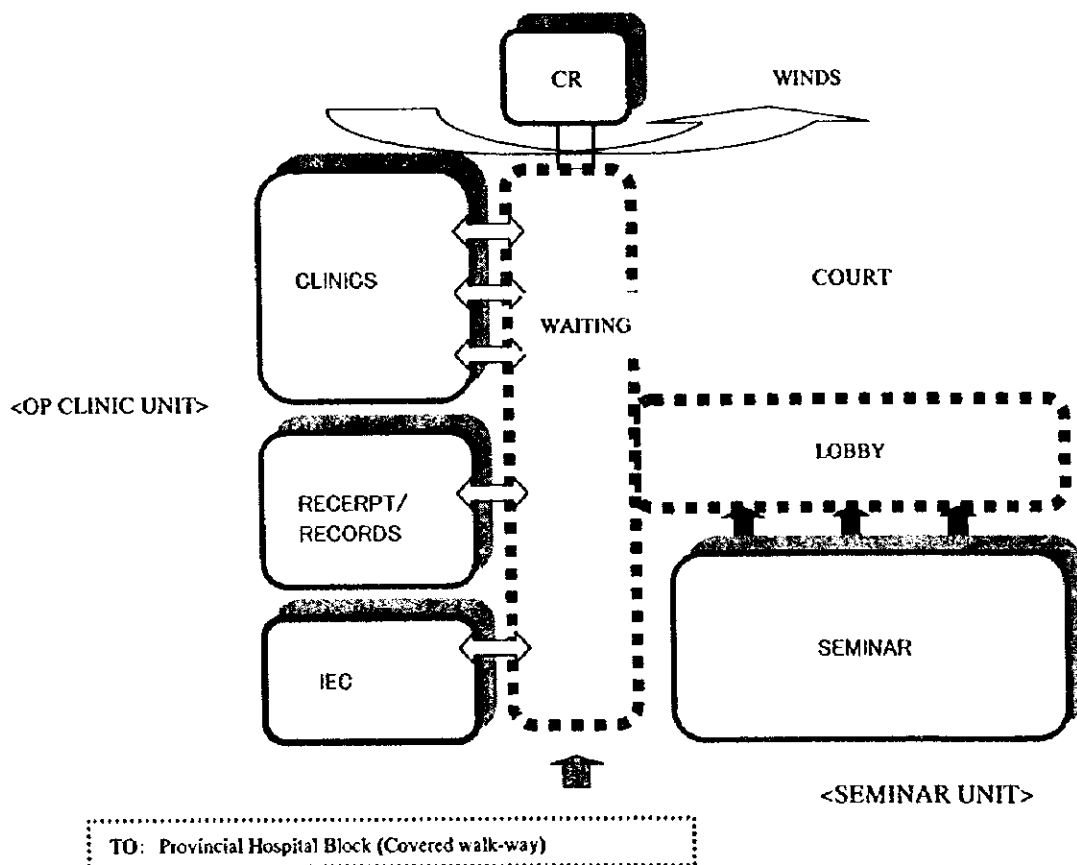 CR
WINDS
CLINICS
COURT
WAITING
<OP CLINIC UNIT>
LOBBY
RECERPT/
RECORDS
SEMINAR
IEC
<SEMINAR UNIT>
TO: Provincial Hospital Block (Covered walk-way)